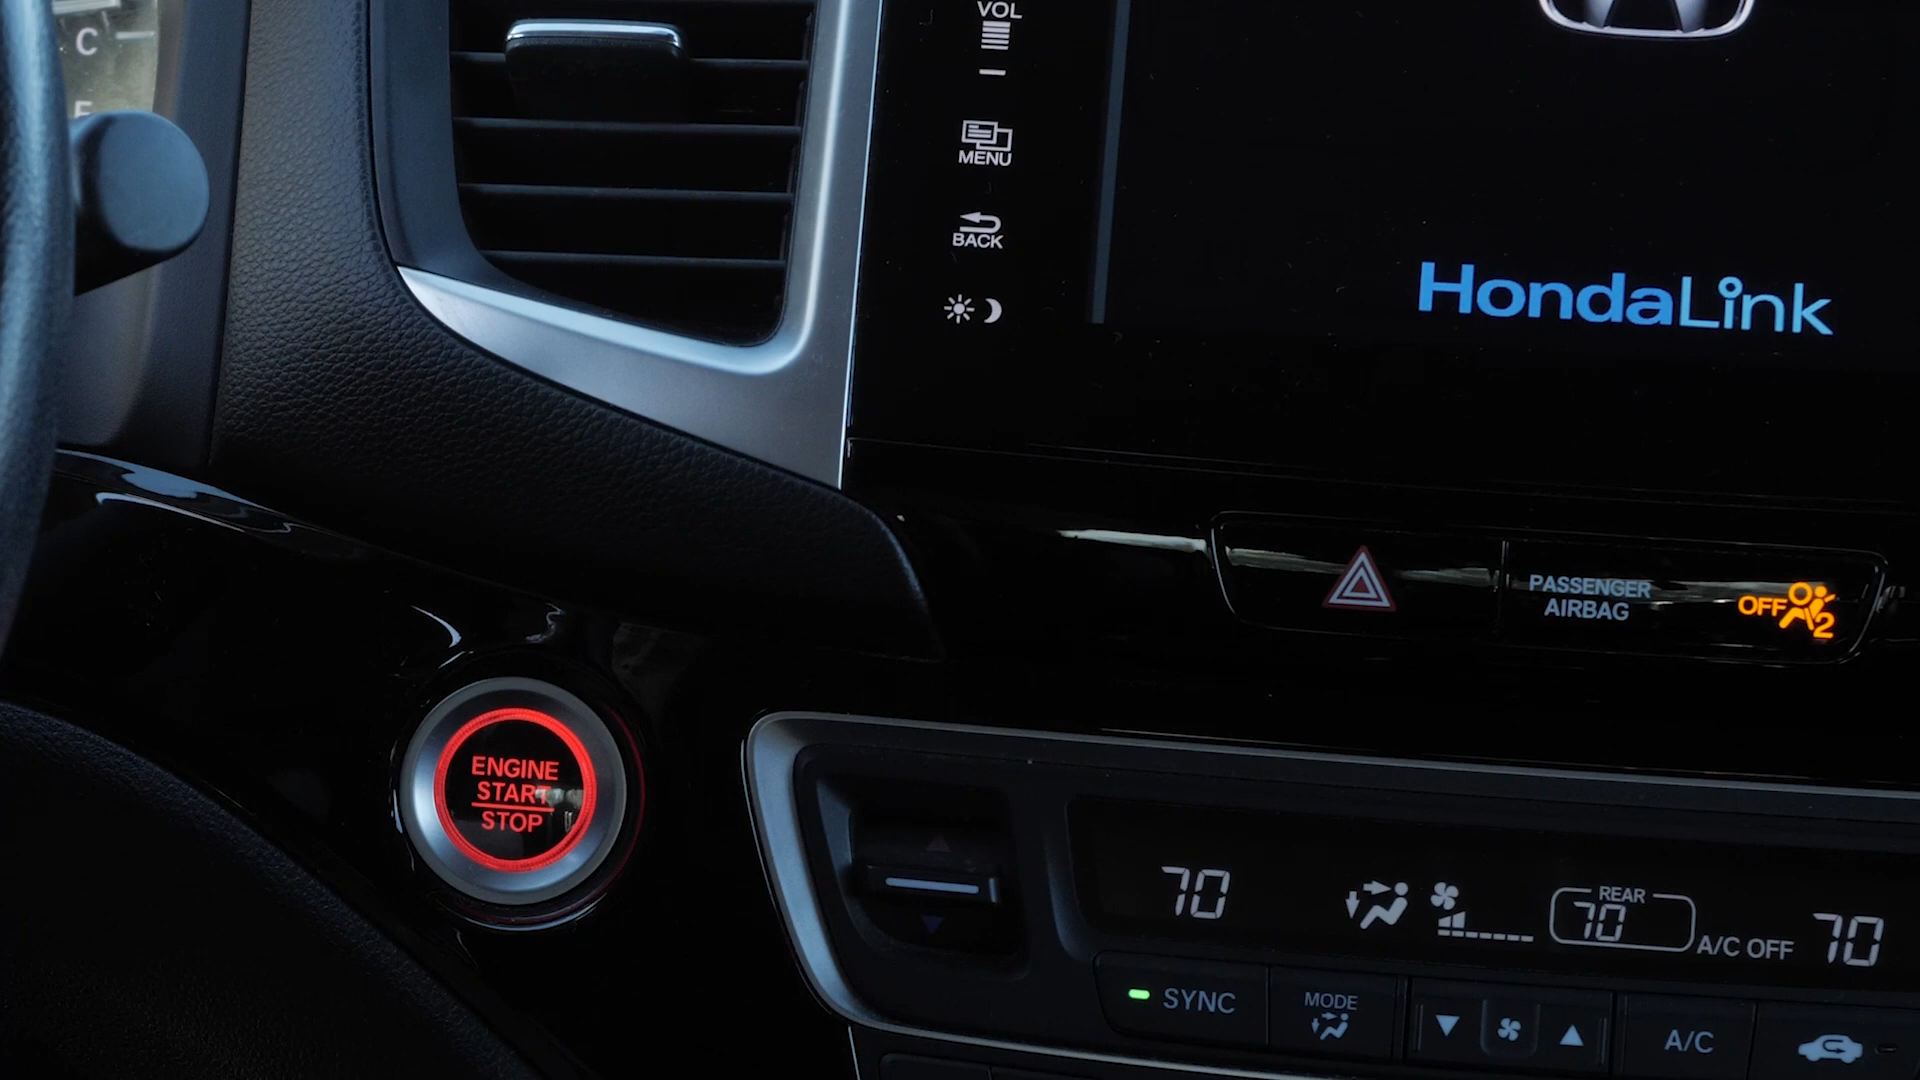 C
VOL
MENU
BACK
HondaLink
PASSENGER
AIRBAG
OFF
2
ENGINE
START
STOP
70
REAR
70
A/C OFF
70
SYNC
MODE
A/C